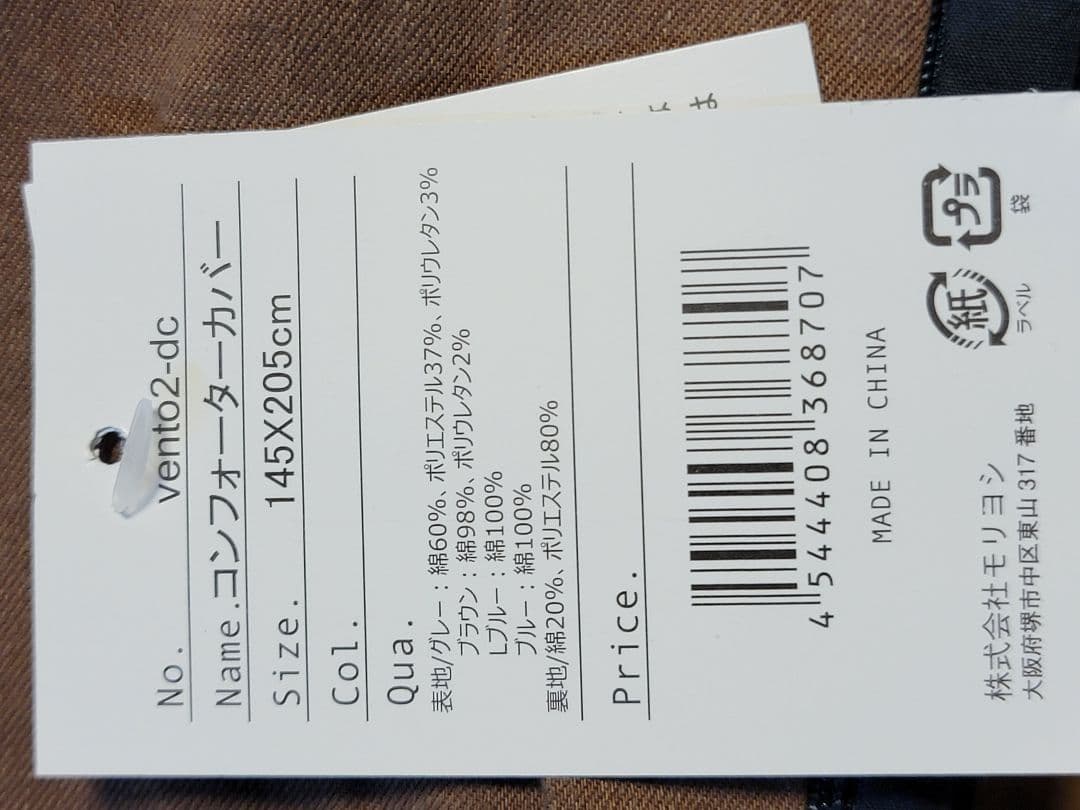 No. vento2-dc
Name.コンフォーターカバー
Size. 145X205cm
Col.
Qua.
表地/グレー：綿60%、ポリエステル37%、ポリウレタン3%
ブラウン：綿98%、ポリウレタン2%
Lブルー：綿100%
ブルー：綿100%
裏地/綿20%、ポリエステル80%
Price.
4 544408 368707
MADE IN CHINA
株式会社モリヨシ
大阪府堺市中区東山 317 番地
紙
ラベル
プラ
袋
は